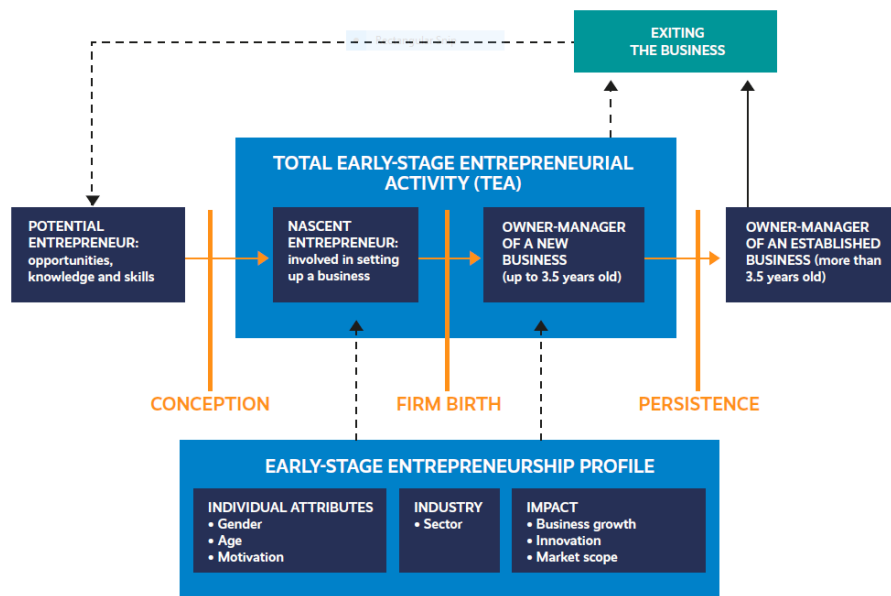 EXITING
THE BUSINESS
TOTAL EARLY-STAGE ENTREPRENEURIAL
ACTIVITY (TEA)
POTENTIAL
ENTREPRENEUR:
opportunities,
knowledge and skills
NASCENT
ENTREPRENEUR:
involved in setting
up a business
OWNER-MANAGER
OF A NEW
BUSINESS
(up to 3.5 years old)
OWNER-MANAGER
OF AN ESTABLISHED
BUSINESS (more than
3.5 years old)
CONCEPTION
FIRM BIRTH
PERSISTENCE
EARLY-STAGE ENTREPRENEURSHIP PROFILE
INDIVIDUAL ATTRIBUTES
• Gender
• Age
• Motivation
INDUSTRY
• Sector
IMPACT
• Business growth
• Innovation
• Market scope